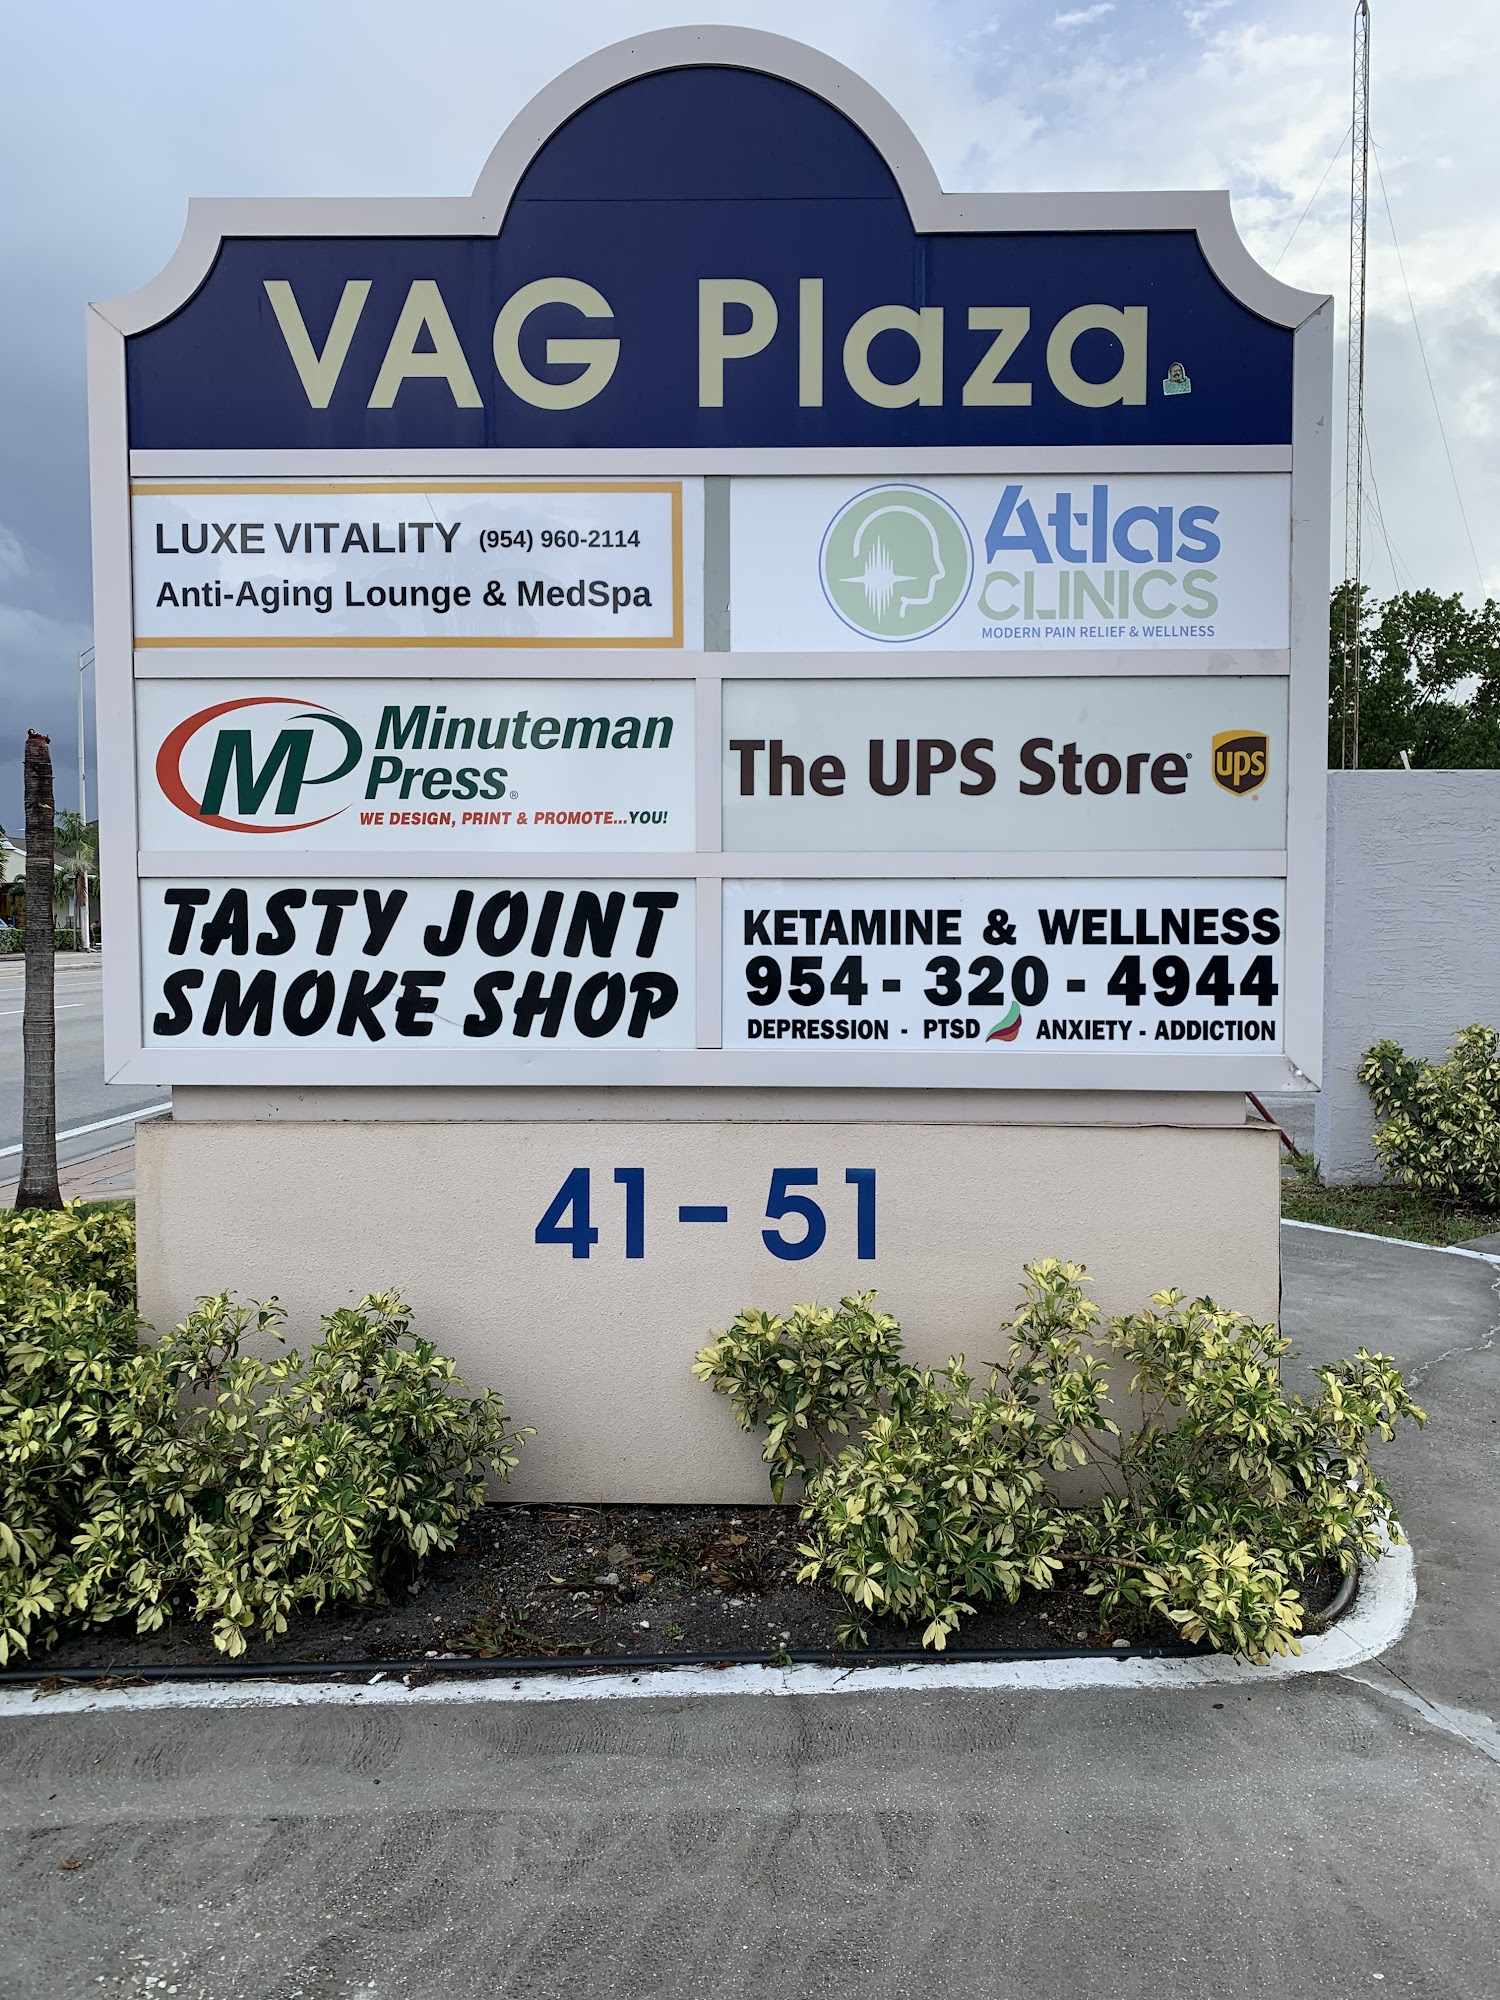 VAG Plaza
LUXE VITALITY (954) 960-2114
Anti-Aging Lounge & MedSpa
Atlas
CLINICS
MODERN PAIN RELIEF & WELLNESS
MP
Minuteman
Press®
WE DESIGN, PRINT & PROMOTE...YOU!
The UPS Store®
ups
TASTY JOINT
SMOKE SHOP
KETAMINE & WELLNESS
954 - 320 - 4944
DEPRESSION - PTSD ANXIETY - ADDICTION
41-51